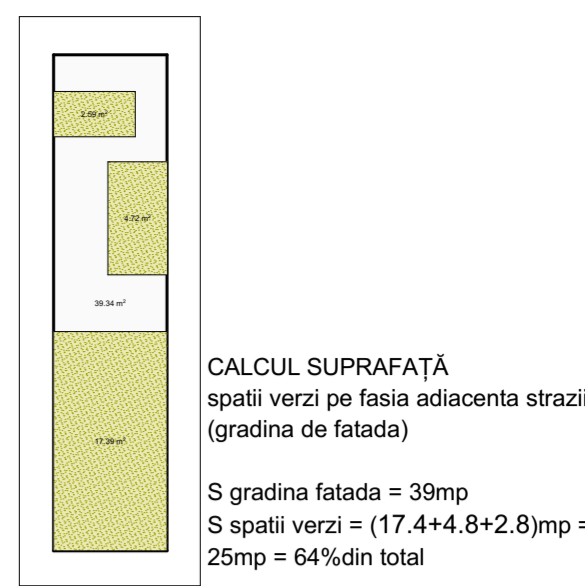 2.59 m²
4.72 m²
39.34 m²
17.39 m²
CALCUL SUPRAFAȚĂ
spatii verzi pe fasia adiacenta strazii
(gradina de fatada)
S gradina fatada = 39mp
S spatii verzi = (17.4+4.8+2.8)mp =
25mp = 64%din total